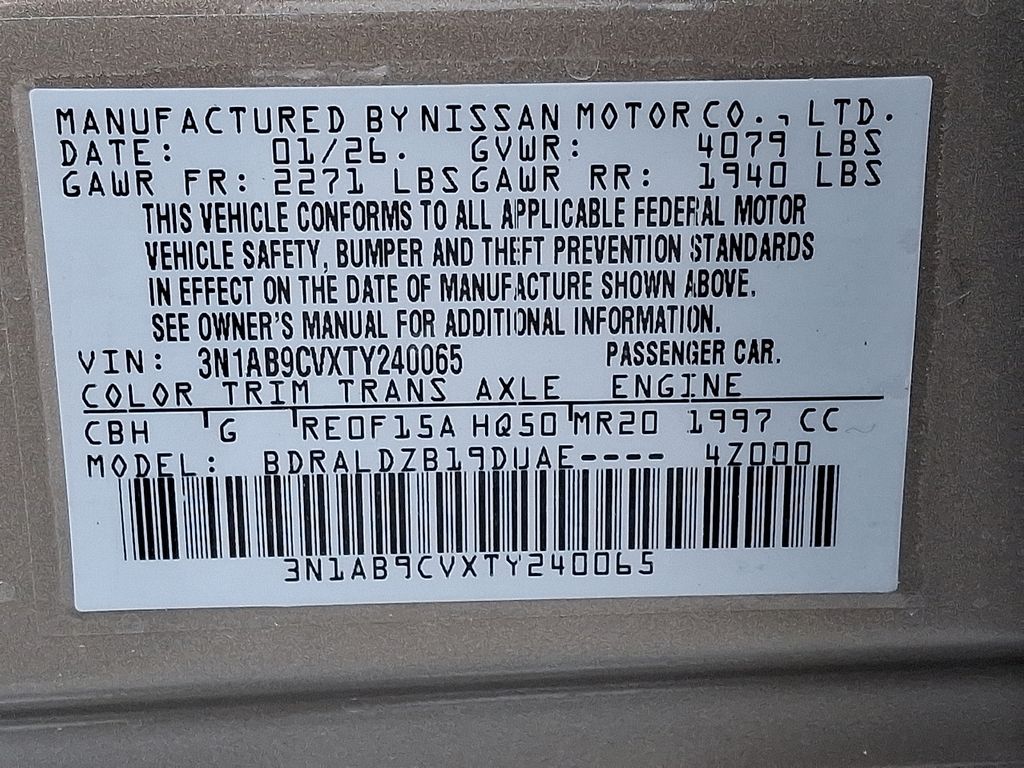 MANUFACTURED BY NISSAN MOTOR CO., LTD.
DATE: 01/26. GVWR: 4079 LBS
GAWR FR: 2271 LBS GAWR RR: 1940 LBS
THIS VEHICLE CONFORMS TO ALL APPLICABLE FEDERAL MOTOR
VEHICLE SAFETY, BUMPER AND THEFT PREVENTION STANDARDS
IN EFFECT ON THE DATE OF MANUFACTURE SHOWN ABOVE.
SEE OWNER'S MANUAL FOR ADDITIONAL INFORMATION.
VIN: 3N1AB9CVXTY240065 PASSENGER CAR.
COLOR TRIM TRANS AXLE ENGINE
CBH G RE0F15A HQ50 MR20 1997 CC
MODEL: BDRALDZB19DUAE---- 4Z000
3N1AB9CVXTY240065